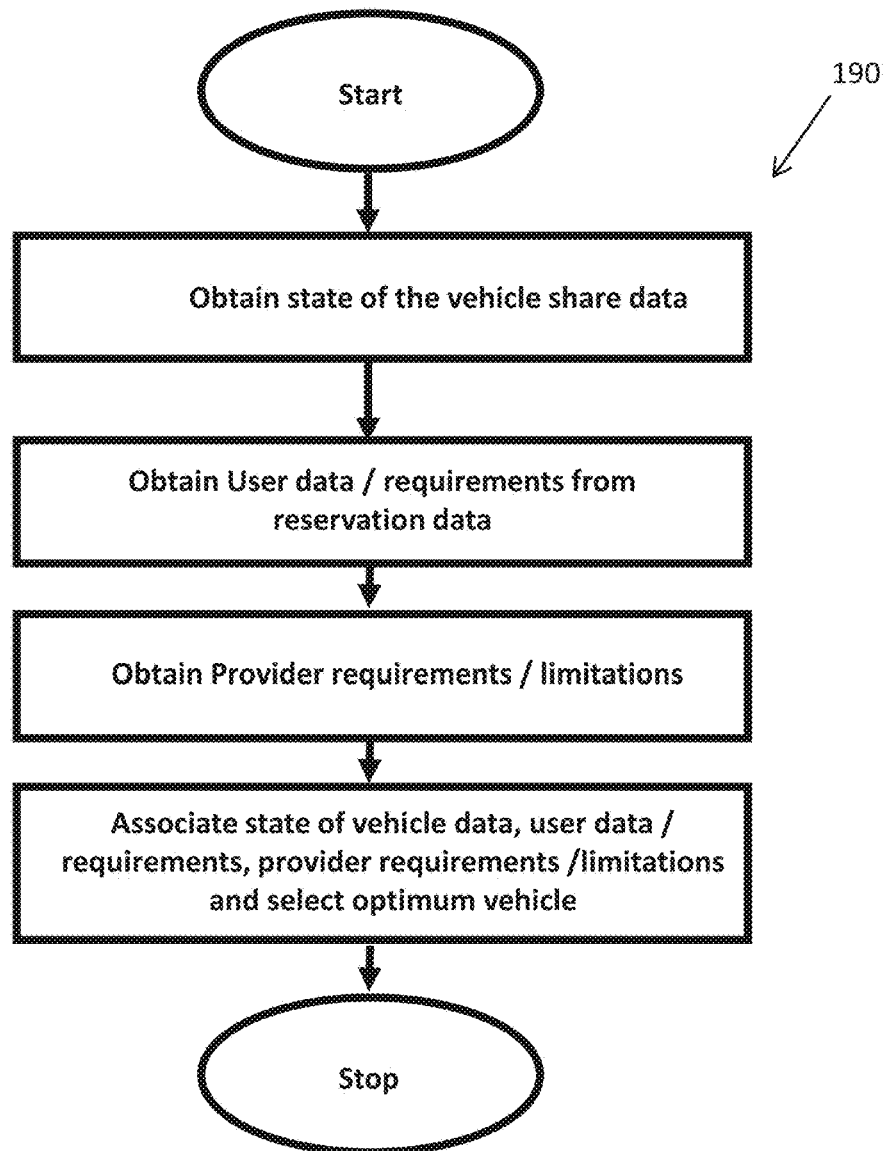 Start
190
Obtain state of the vehicle share data
Obtain User data / requirements from
reservation data
Obtain Provider requirements / limitations
Associate state of vehicle data, user data /
requirements, provider requirements /limitations
and select optimum vehicle
Stop